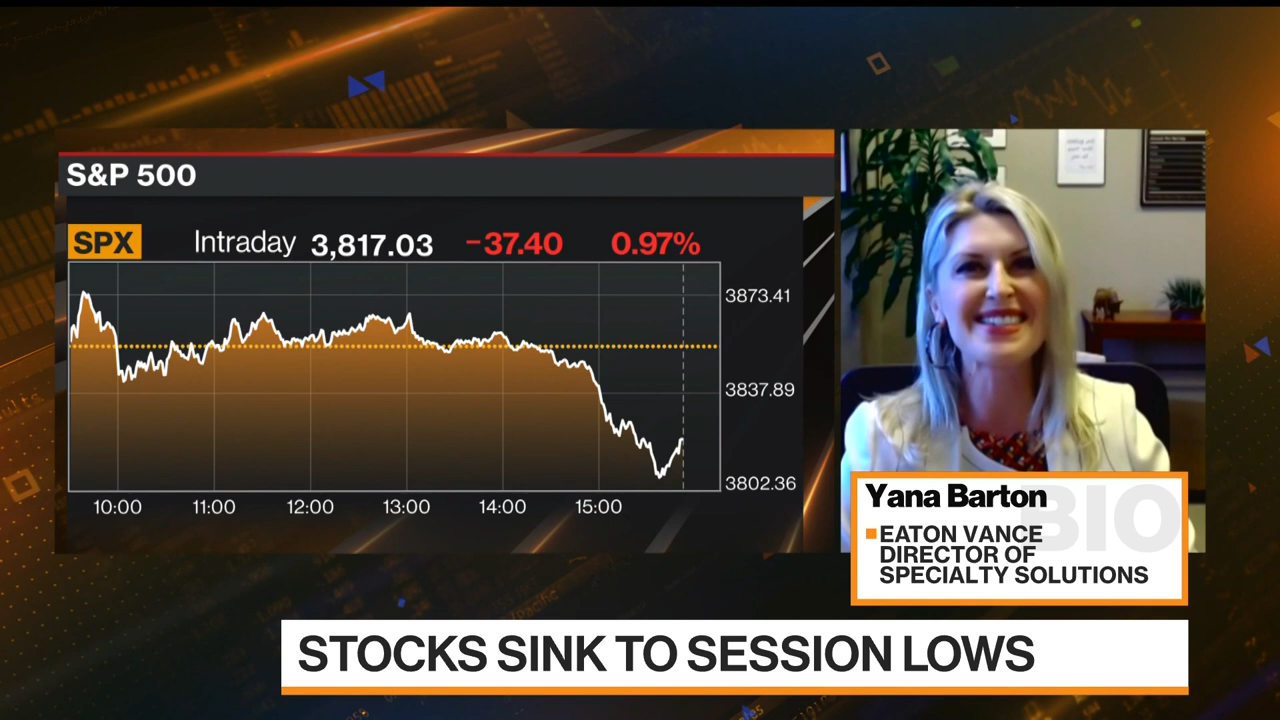 S&P 500
SPX Intraday 3,817.03 -37.40 0.97%
3873.41
3837.89
3802.36
10:00 11:00 12:00 13:00 14:00 15:00
BIO
Yana Barton
EATON VANCE
DIRECTOR OF
SPECIALTY SOLUTIONS
STOCKS SINK TO SESSION LOWS